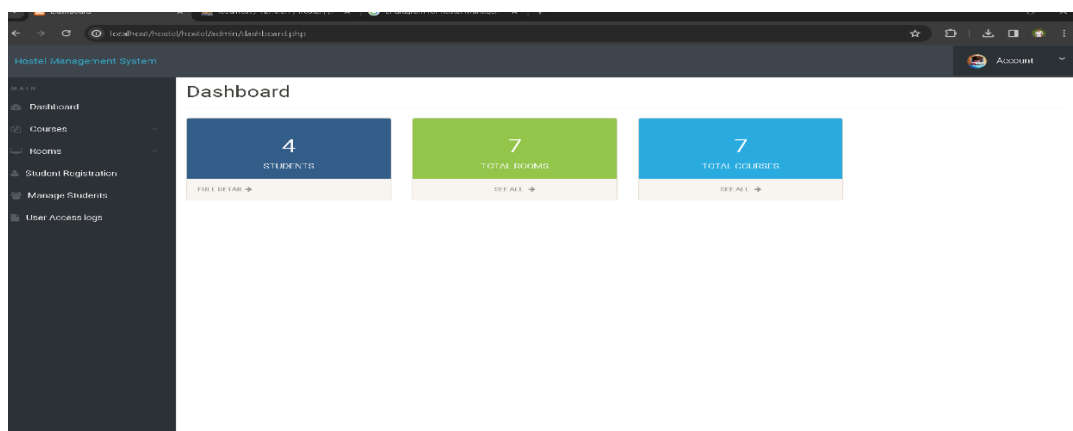 localhost/hostel/hostel/admin/dashboard.php
Hostel Management System
Account
MAIN
Dashboard
Courses
Rooms
Student Registration
Manage Students
User Access logs
Dashboard
4
STUDENTS
FULL DETAIL
7
TOTAL ROOMS
SEE ALL
7
TOTAL COURSES
SEE ALL